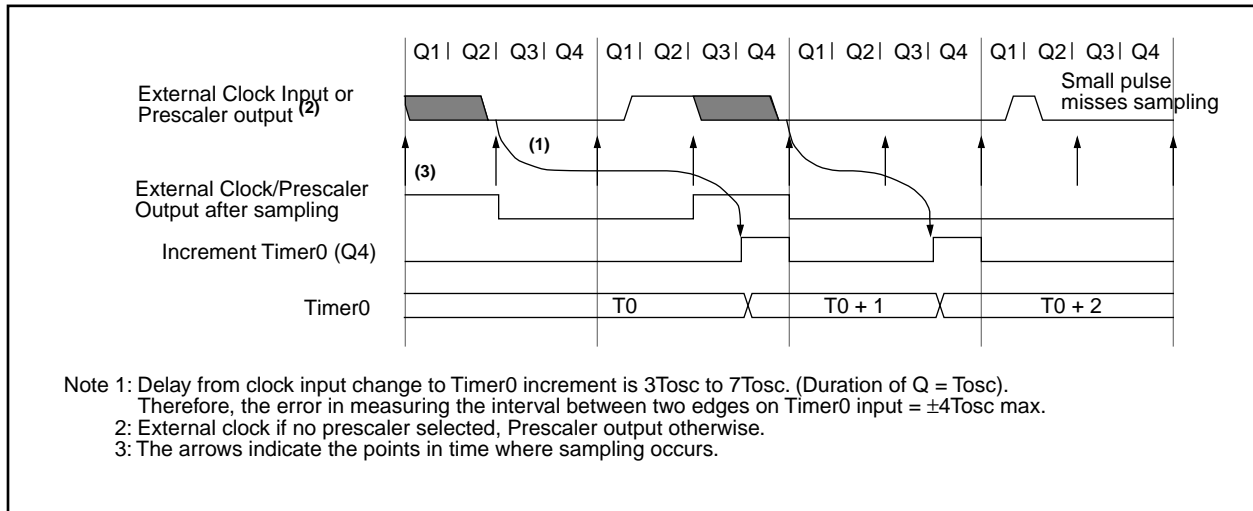 Q1| Q2| Q3| Q4 Q1| Q2| Q3| Q4 Q1| Q2| Q3| Q4 Q1| Q2| Q3| Q4
External Clock Input or
Prescaler output (2)
Small pulse
misses sampling
(1)
(3)
External Clock/Prescaler
Output after sampling
Increment Timer0 (Q4)
Timer0 T0 T0 + 1 T0 + 2
Note 1: Delay from clock input change to Timer0 increment is 3Tosc to 7Tosc. (Duration of Q = Tosc).
Therefore, the error in measuring the interval between two edges on Timer0 input = ±4Tosc max.
2: External clock if no prescaler selected, Prescaler output otherwise.
3: The arrows indicate the points in time where sampling occurs.